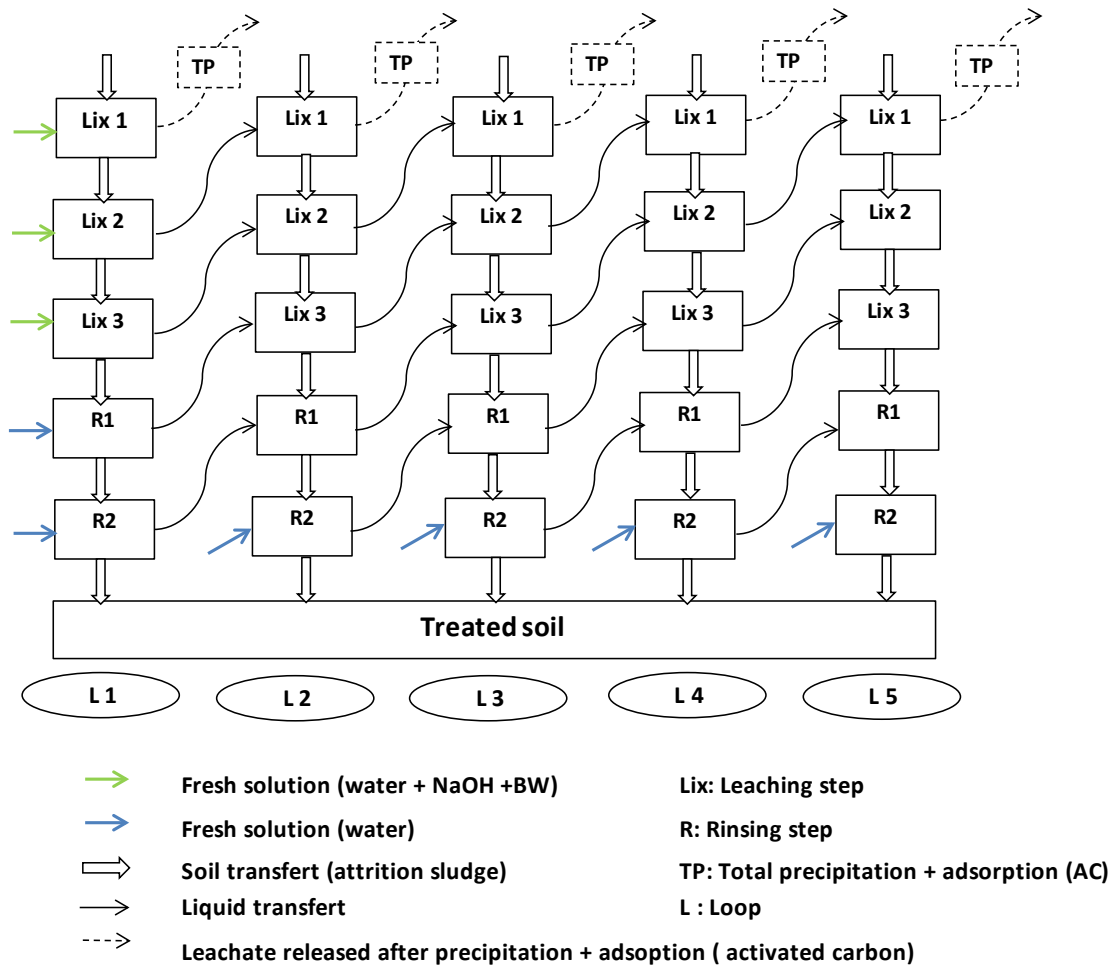 TP TP TP TP TP
Lix 1 Lix 1 Lix 1 Lix 1 Lix 1
Lix 2 Lix 2 Lix 2 Lix 2 Lix 2
Lix 3 Lix 3 Lix 3 Lix 3 Lix 3
R1 R1 R1 R1 R1
R2 R2 R2 R2 R2
Treated soil
L 1 L 2 L 3 L 4 L 5
Fresh solution (water + NaOH +BW) Lix: Leaching step
Fresh solution (water) R: Rinsing step
Soil transfert (attrition sludge) TP: Total precipitation + adsorption (AC)
Liquid transfert L : Loop
Leachate released after precipitation + adsoption ( activated carbon)